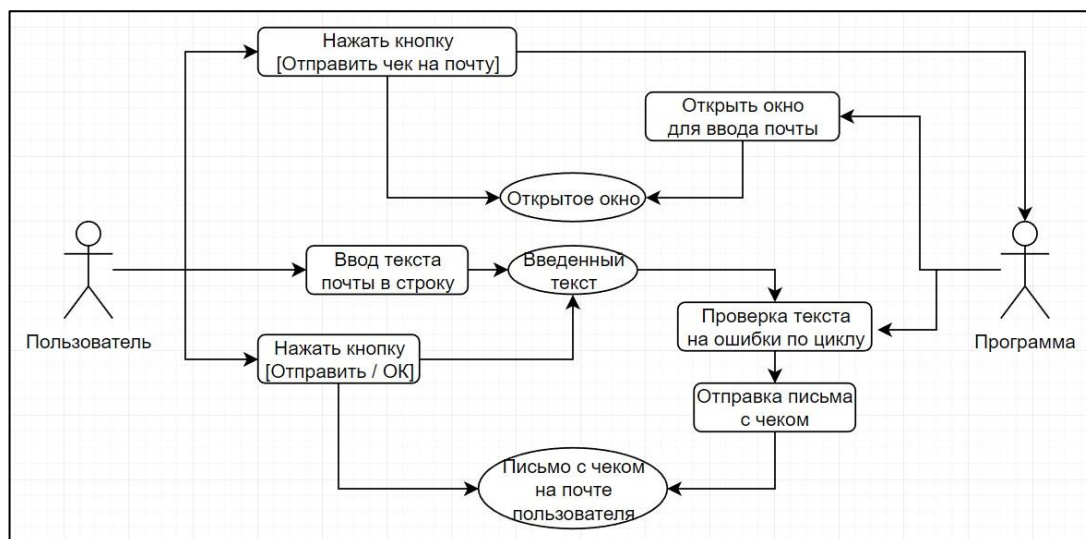 Нажать кнопку
[Отправить чек на почту]
Открыть окно
для ввода почты
Открытое окно
Ввод текста
почты в строку
Введенный
текст
Проверка текста
на ошибки по циклу
Пользователь
Программа
Нажать кнопку
[Отправить / ОК]
Отправка письма
с чеком
Письмо с чеком
на почте
пользователя